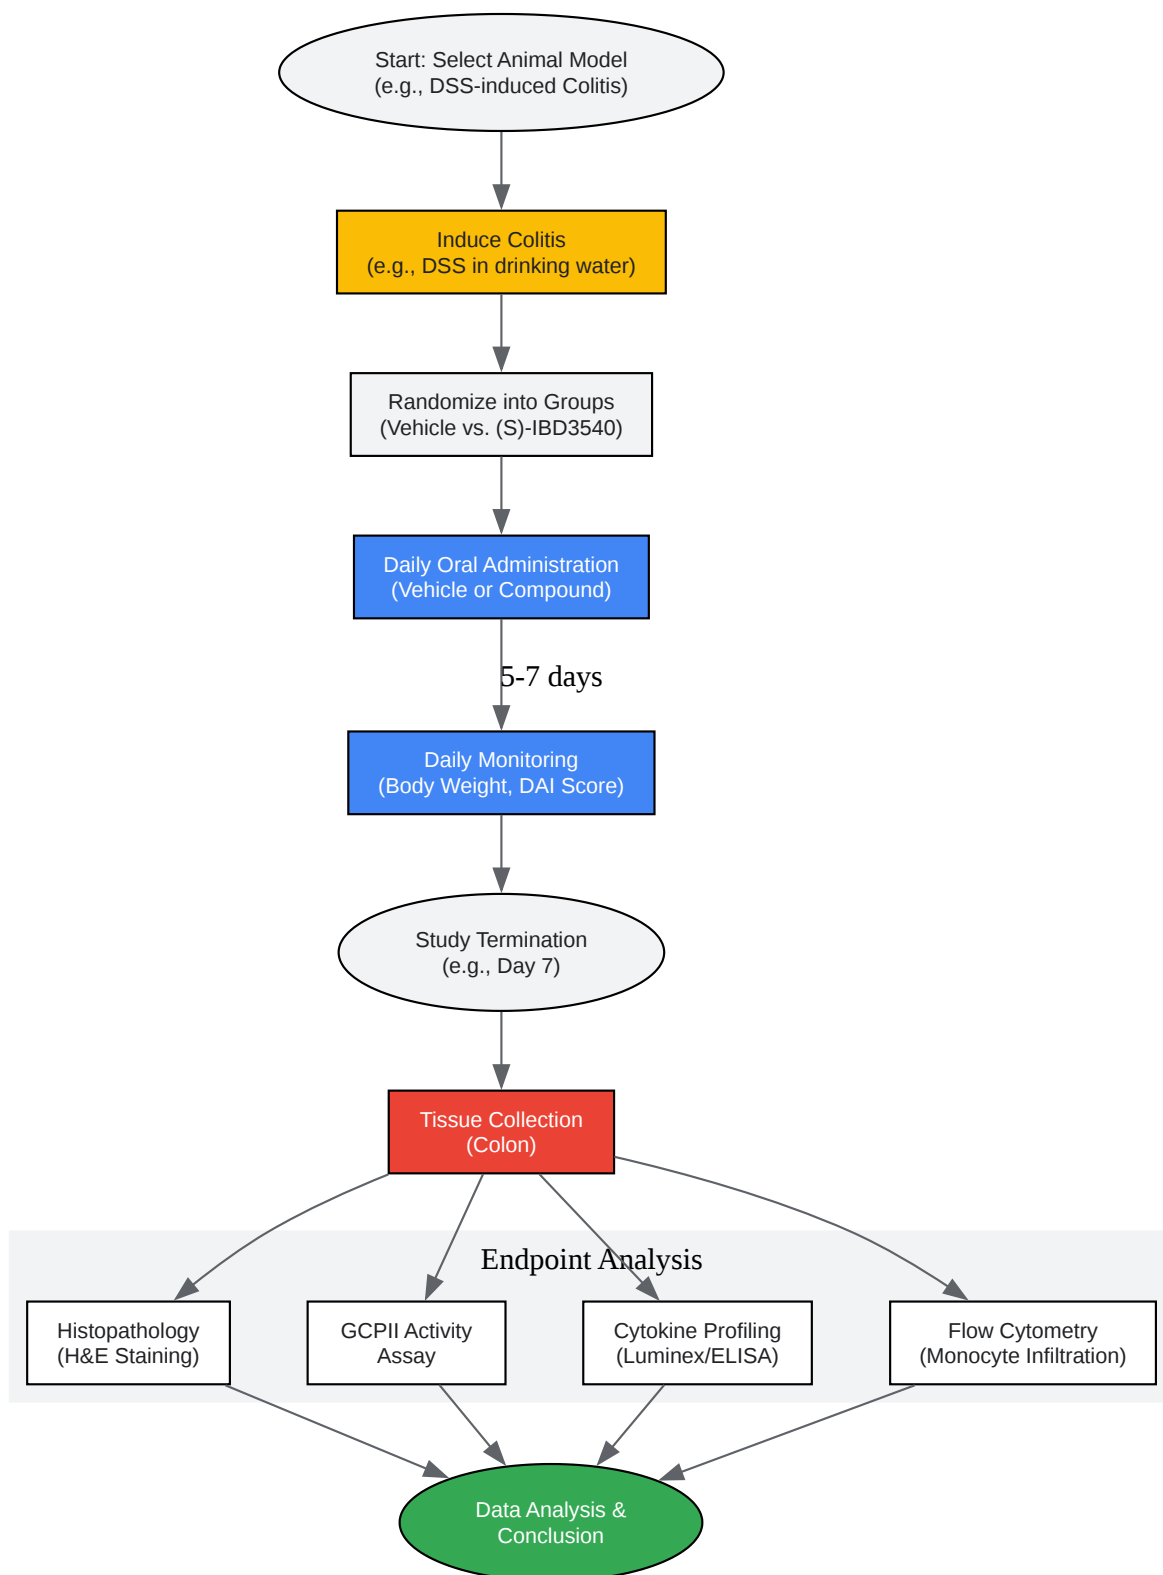 Start: Select Animal Model
(e.g., DSS-induced Colitis)
Induce Colitis
(e.g., DSS in drinking water)
Randomize into Groups
(Vehicle vs. (S)-IBD3540)
Daily Oral Administration
(Vehicle or Compound)
5-7 days
Daily Monitoring
(Body Weight, DAI Score)
Study Termination
(e.g., Day 7)
Tissue Collection
(Colon)
Endpoint Analysis
Histopathology
(H&E Staining)
GCPII Activity
Assay
Cytokine Profiling
(Luminex/ELISA)
Flow Cytometry
(Monocyte Infiltration)
Data Analysis &
Conclusion